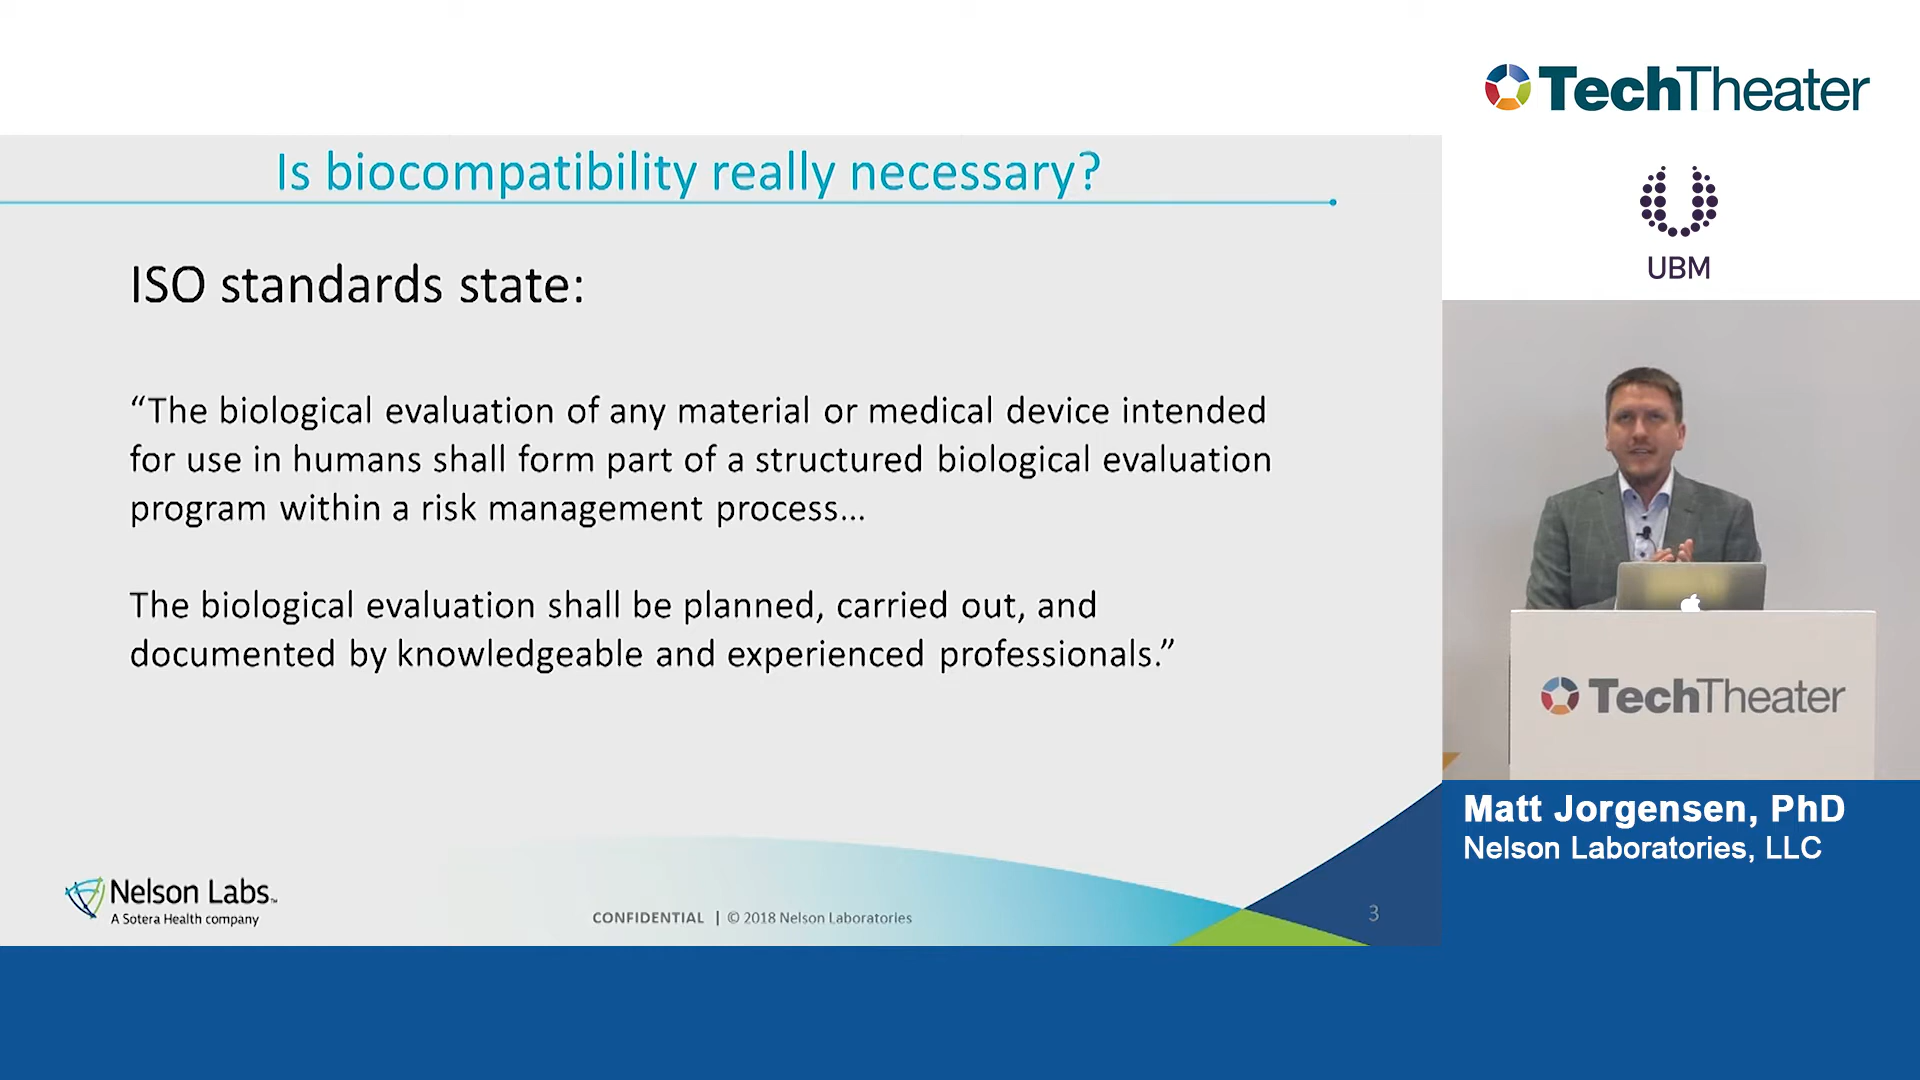 TechTheater
UBM
Is biocompatibility really necessary?
ISO standards state:
“The biological evaluation of any material or medical device intended
for use in humans shall form part of a structured biological evaluation
program within a risk management process...
The biological evaluation shall be planned, carried out, and
documented by knowledgeable and experienced professionals.”
Nelson Labs™
A Sotera Health company
CONFIDENTIAL | © 2018 Nelson Laboratories
3
TechTheater
Matt Jorgensen, PhD
Nelson Laboratories, LLC